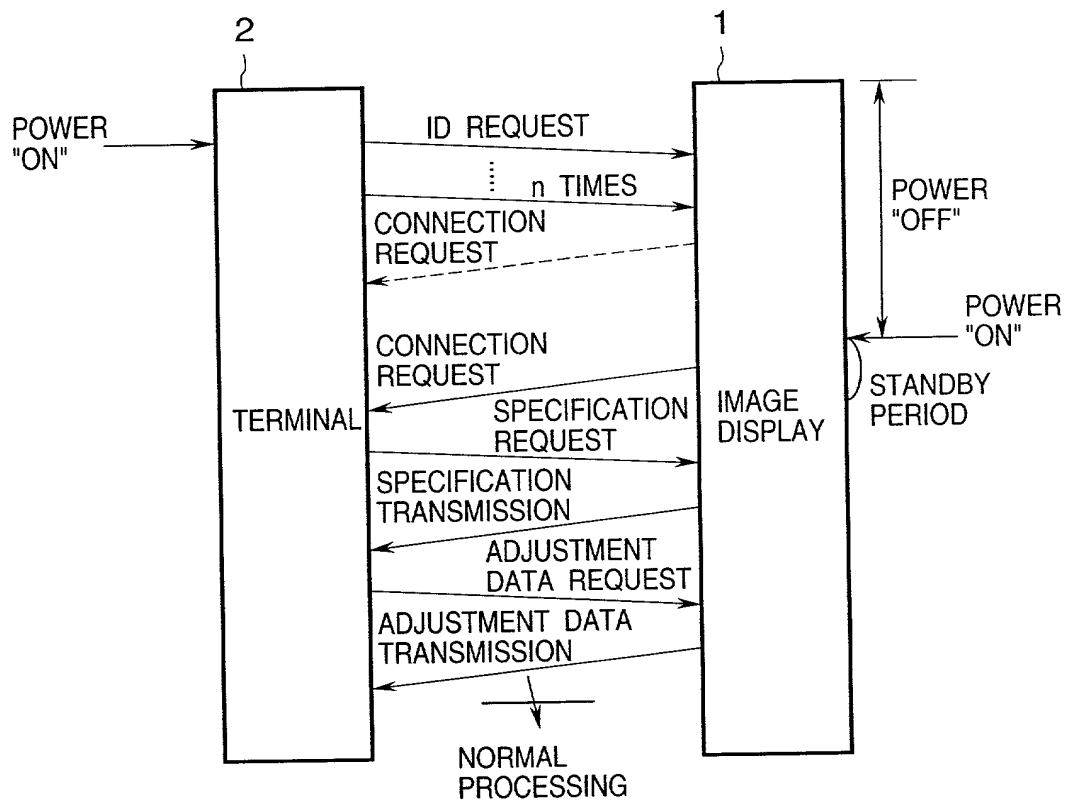 2
1
POWER
"ON"
ID REQUEST
n TIMES
CONNECTION
REQUEST
POWER
"OFF"
POWER
"ON"
CONNECTION
REQUEST
STANDBY
PERIOD
TERMINAL
SPECIFICATION
REQUEST
IMAGE
DISPLAY
SPECIFICATION
TRANSMISSION
ADJUSTMENT
DATA REQUEST
ADJUSTMENT DATA
TRANSMISSION
NORMAL
PROCESSING